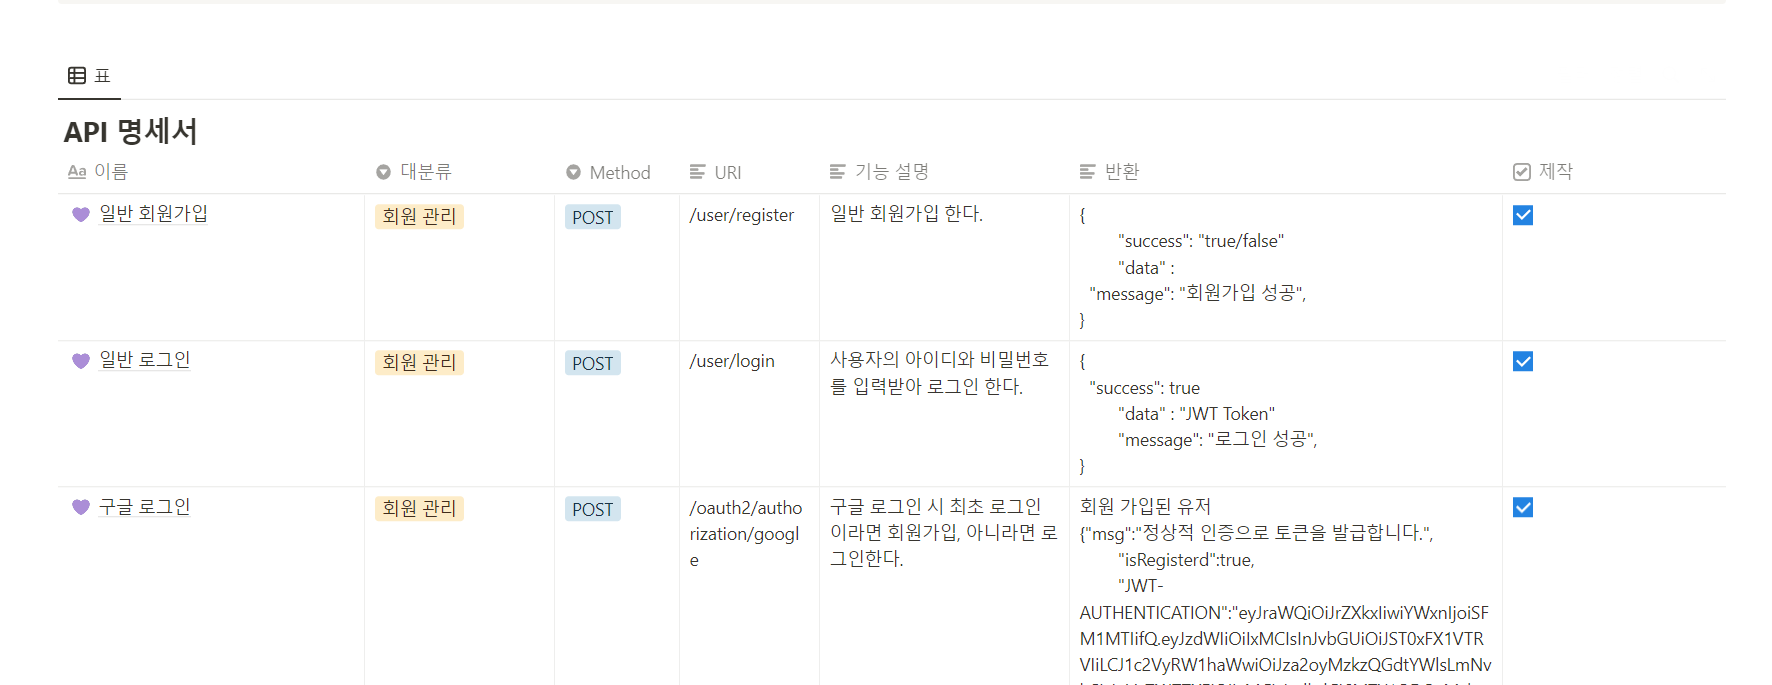 표
API 명세서
이름 대분류 Method URI 기능 설명 반환 제작
일반 회원가입 회원 관리 POST /user/register 일반 회원가입 한다.
{
"success": "true/false"
"data" :
"message": "회원가입 성공",
}
일반 로그인 회원 관리 POST /user/login
사용자의 아이디와 비밀번호
를 입력받아 로그인 한다.
{
"success": true
"data" : "JWT Token"
"message": "로그인 성공",
}
구글 로그인 회원 관리 POST
/oauth2/autho
rization/googl
e
구글 로그인 시 최초 로그인
이라면 회원가입, 아니라면 로
그인한다.
회원 가입된 유저
{"msg":"정상적 인증으로 토큰을 발급합니다.",
"isRegisterd":true,
"JWT-
AUTHENTICATION":"eyJraWQiOiJrZXkxIiwiYWxnIjoiSF
M1MTIifQ.eyJzdWIiOiIxMCIsInJvbGUiOiJST0xFX1VTR
VIiLCJ1c2VyRW1haWwiOiJza2oyMzkzQGdtYWlsLmNv